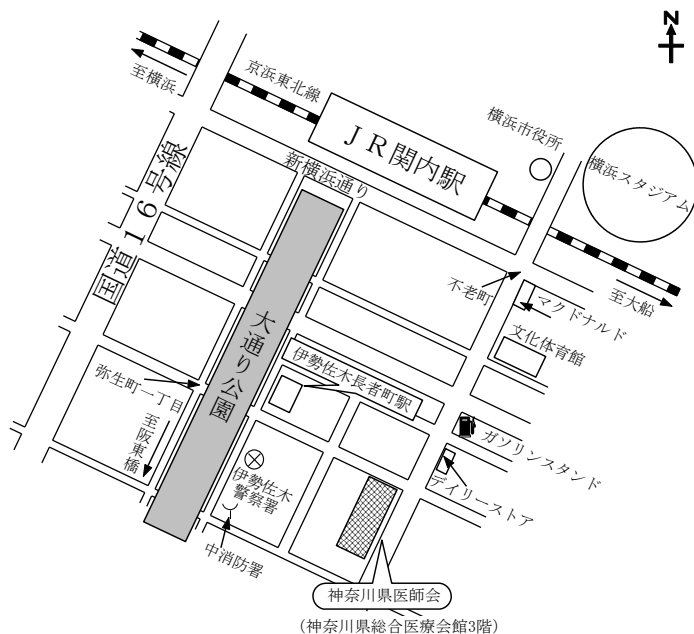 N
至横浜
京浜東北線
JR関内駅
横浜市役所
横浜スタジアム
新横浜通り
国道16号線
不老町
至大船
マクドナルド
文化体育館
大通り公園
伊勢佐木長者町駅
弥生町一丁目
至阪東橋
ガソリンスタンド
デイリーストア
伊勢佐木
警察署
中消防署
神奈川県医師会
(神奈川県総合医療会館3階)